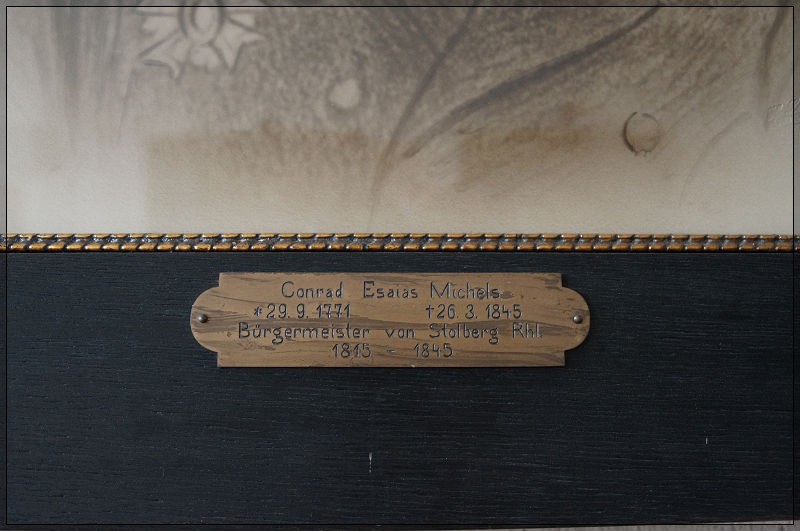 Conrad Esaias Michels
*29. 9. 1771 †26. 3. 1845
Bürgermeister von Stolberg Rhl.
1815 - 1845